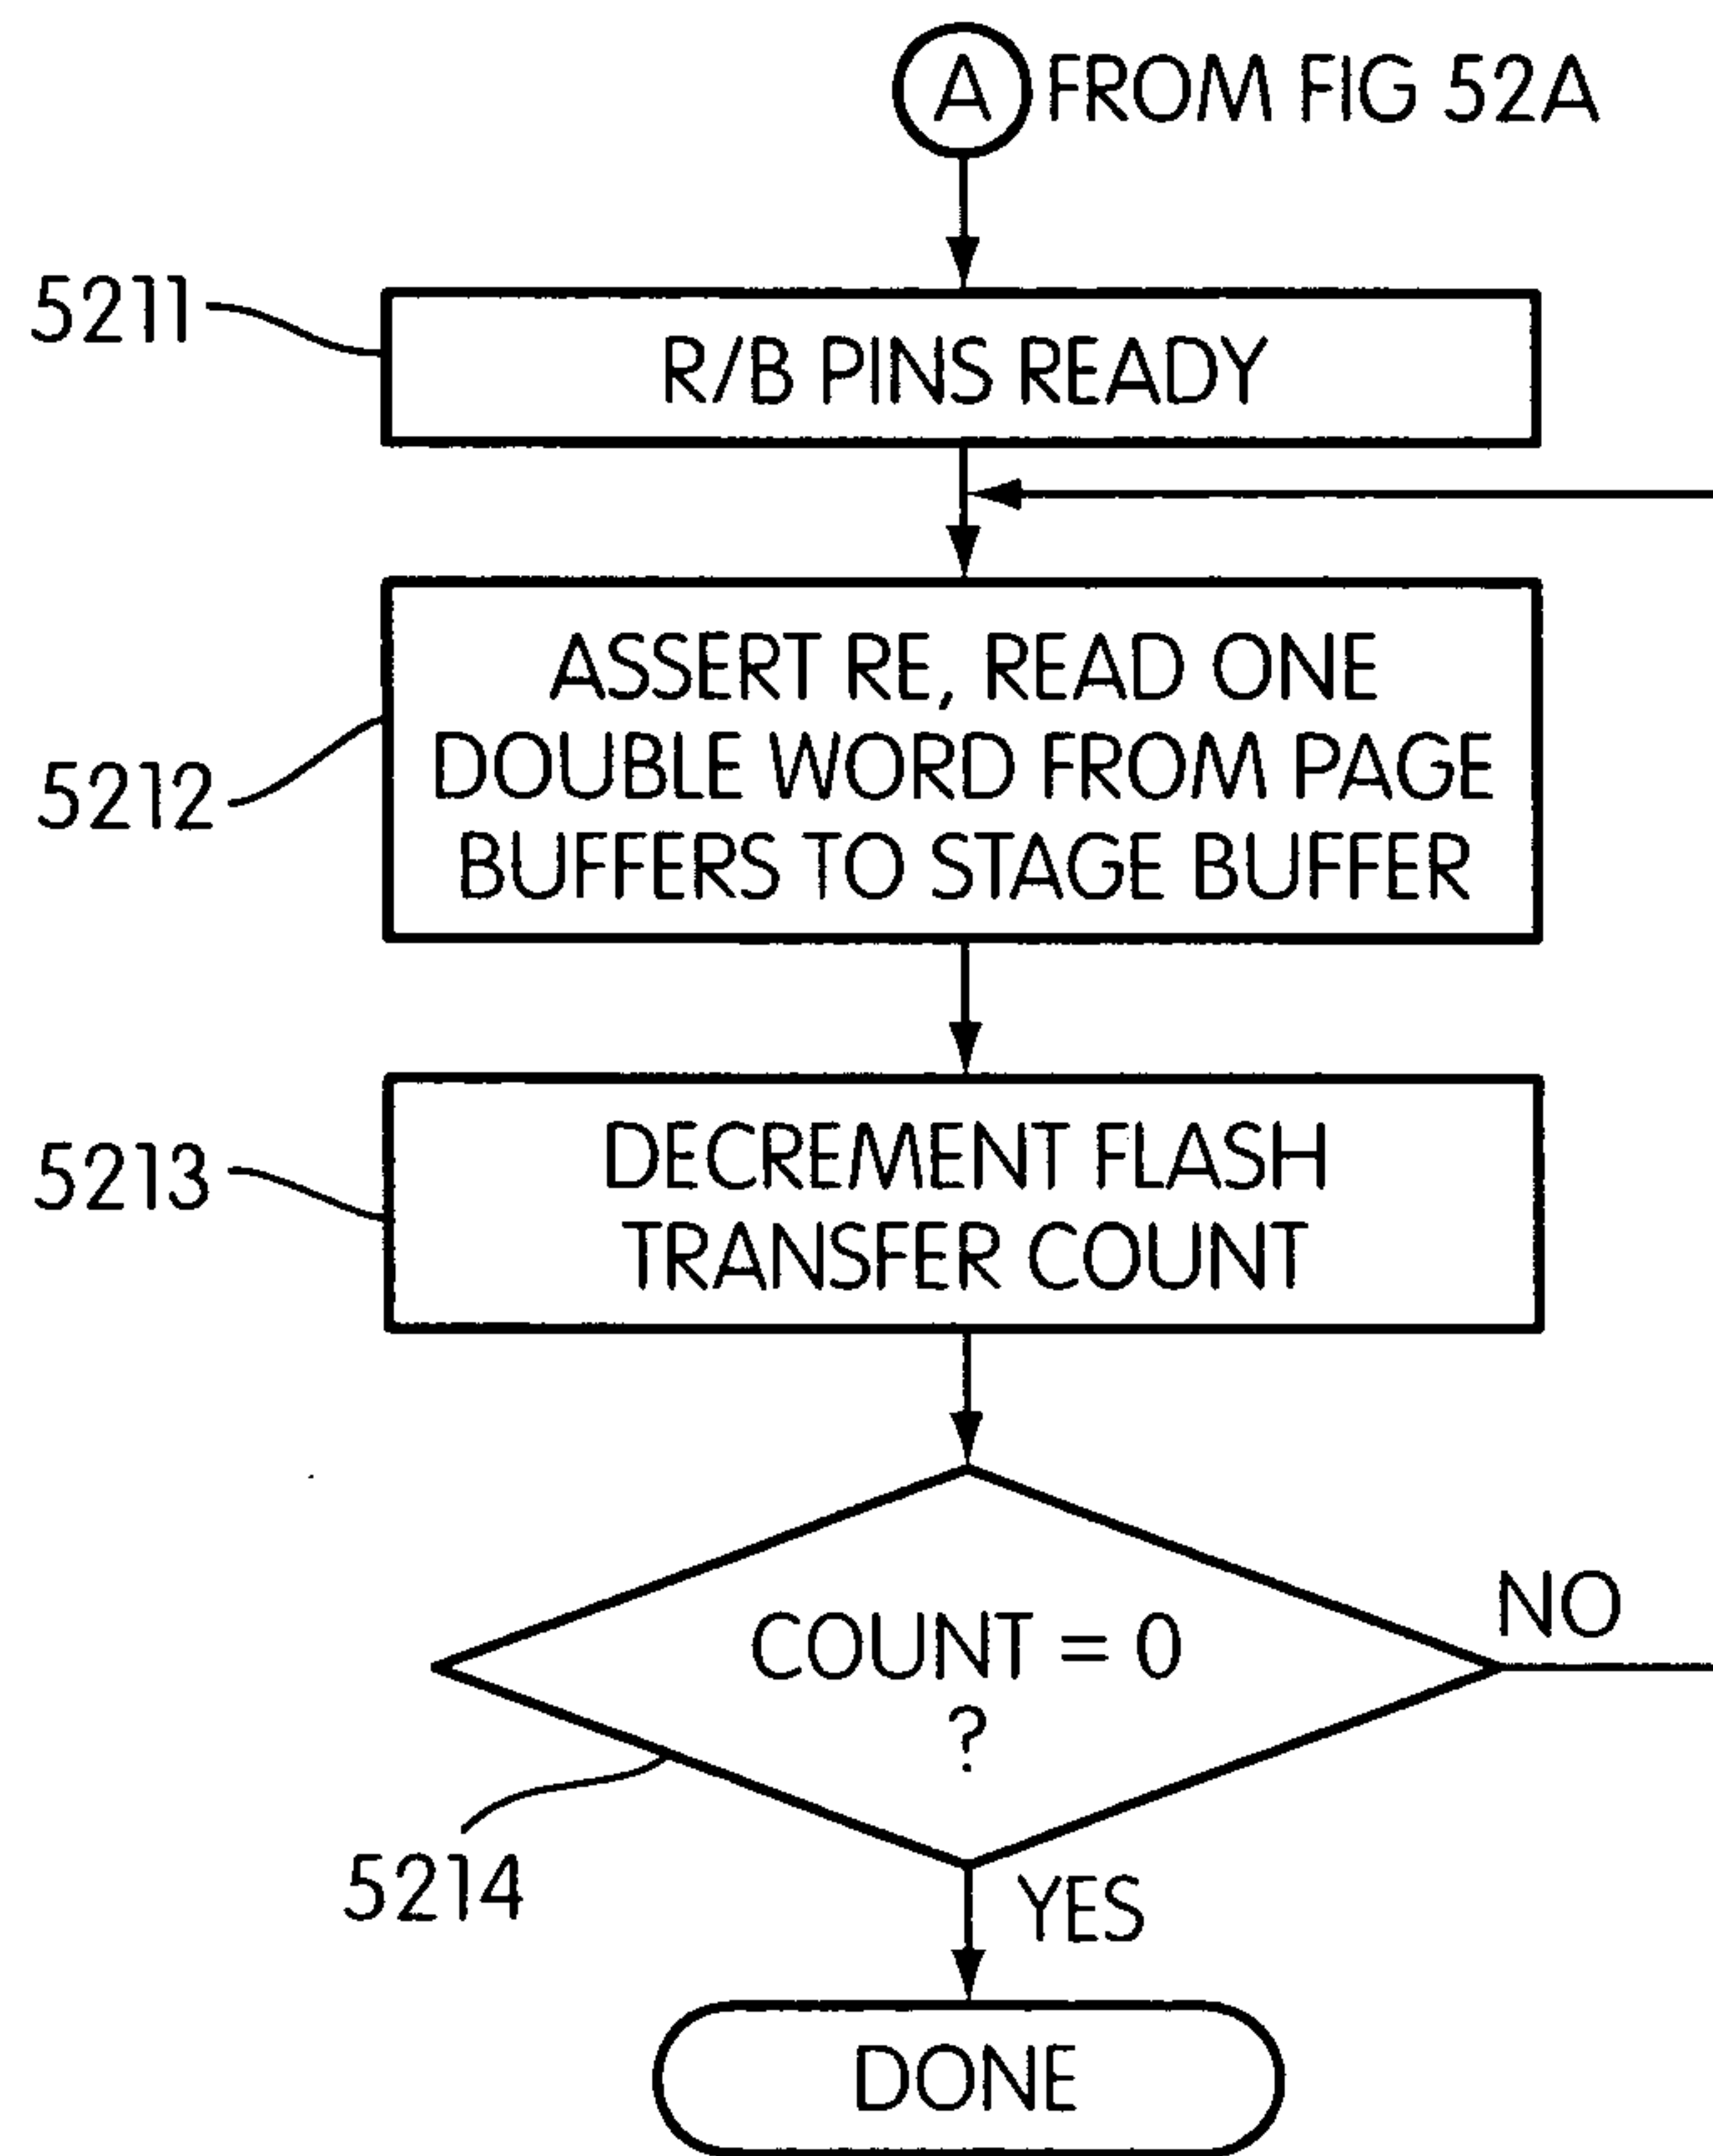 A FROM FIG 52A
5211
R/B PINS READY
ASSERT RE, READ ONE
DOUBLE WORD FROM PAGE
BUFFERS TO STAGE BUFFER
5212
DECREMENT FLASH
TRANSFER COUNT
5213
COUNT = 0
?
NO
5214
YES
DONE